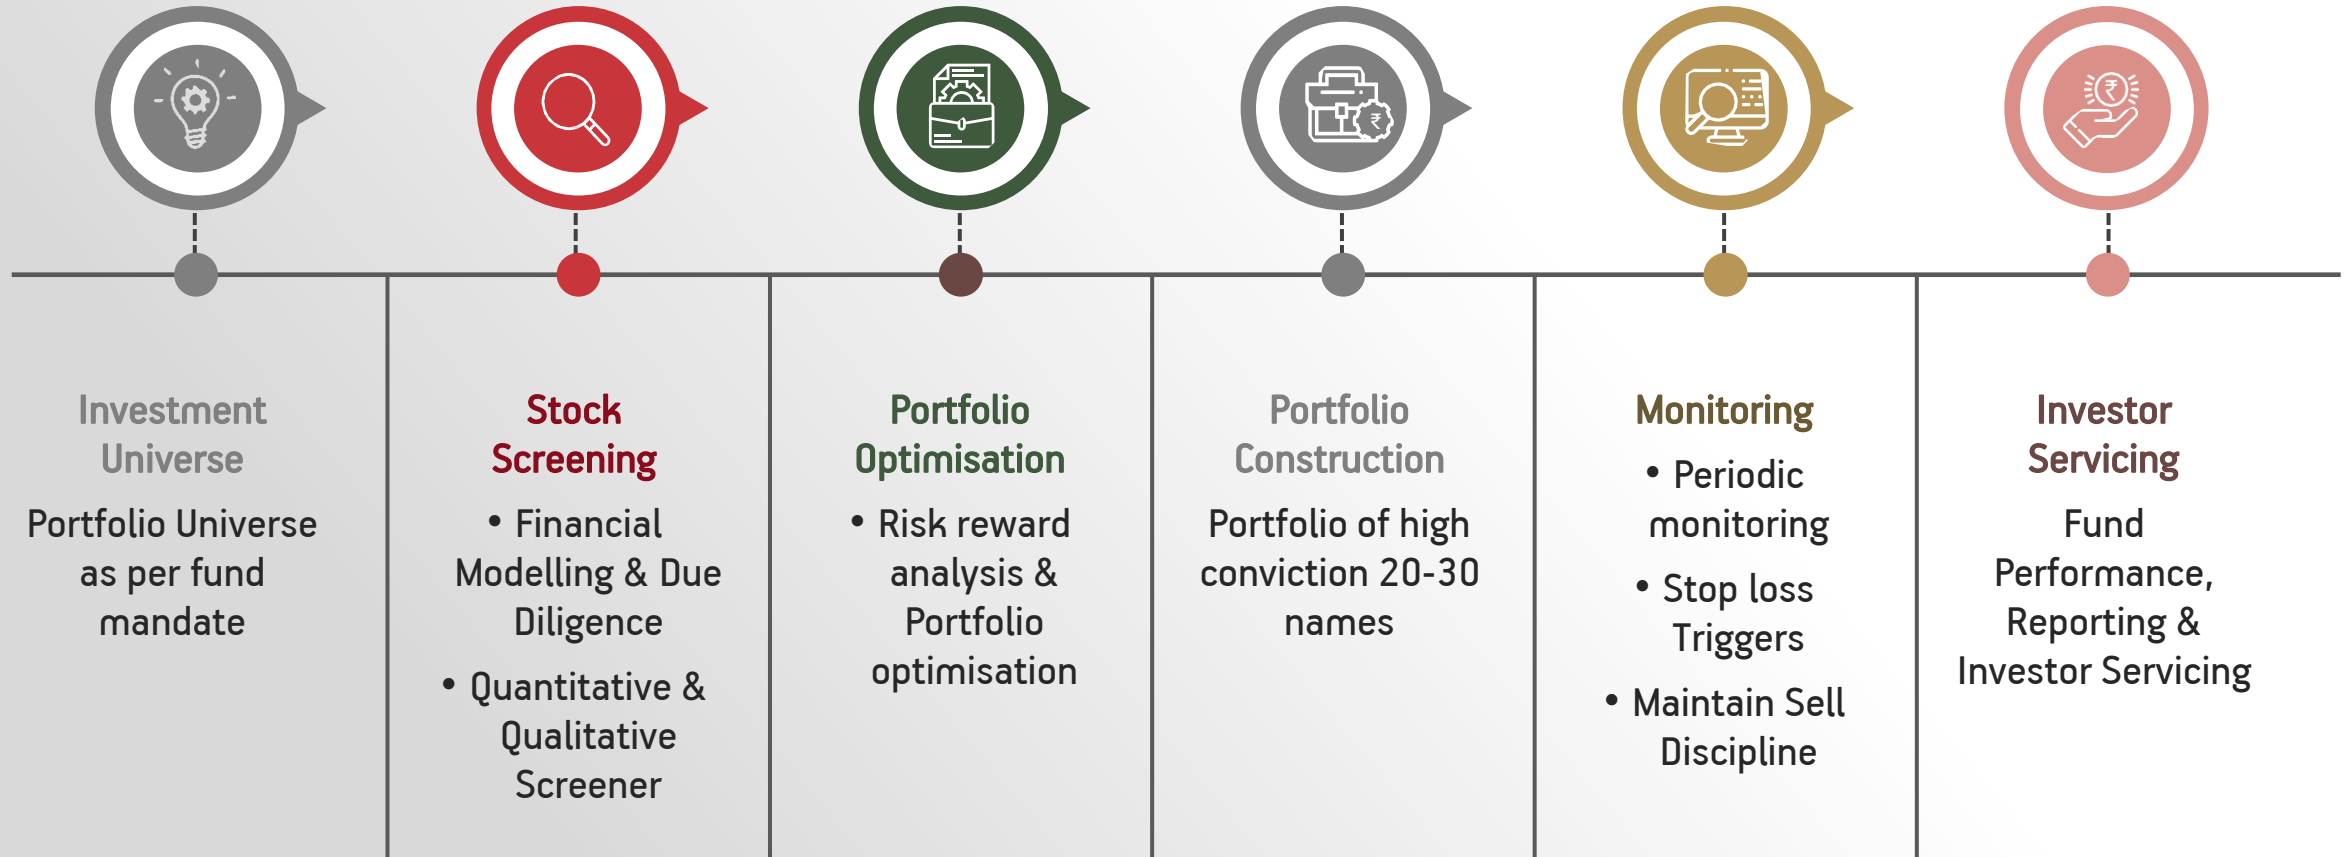 Investment
Universe
Portfolio Universe
as per fund
mandate
Stock
Screening
• Financial
Modelling & Due
Diligence
• Quantitative &
Qualitative
Screener
Portfolio
Optimisation
• Risk reward
analysis &
Portfolio
optimisation
₹
Portfolio
Construction
Portfolio of high
conviction 20-30
names
Monitoring
• Periodic
monitoring
• Stop loss
Triggers
• Maintain Sell
Discipline
₹
Investor
Servicing
Fund
Performance,
Reporting &
Investor Servicing